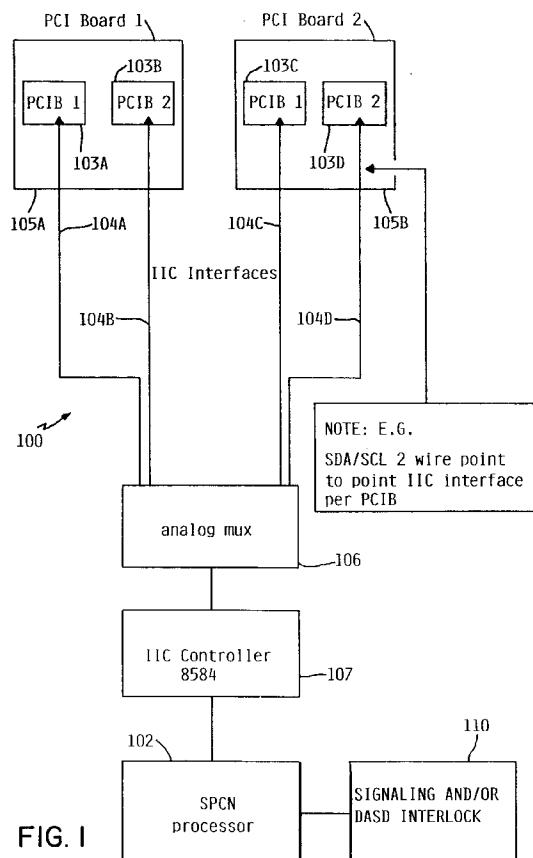 PCI Board 1
PCI Board 2
103B
103C
PCIB 1
PCIB 2
PCIB 1
PCIB 2
103A
103D
105A
104A
104C
105B
IIC Interfaces
104B
104D
100
NOTE: E.G.
SDA/SCL 2 wire point
to point IIC interface
per PCIB
analog mux
106
IIC Controller
8584
107
102
110
SPCN
processor
SIGNALING AND/OR
DASD INTERLOCK
FIG. I